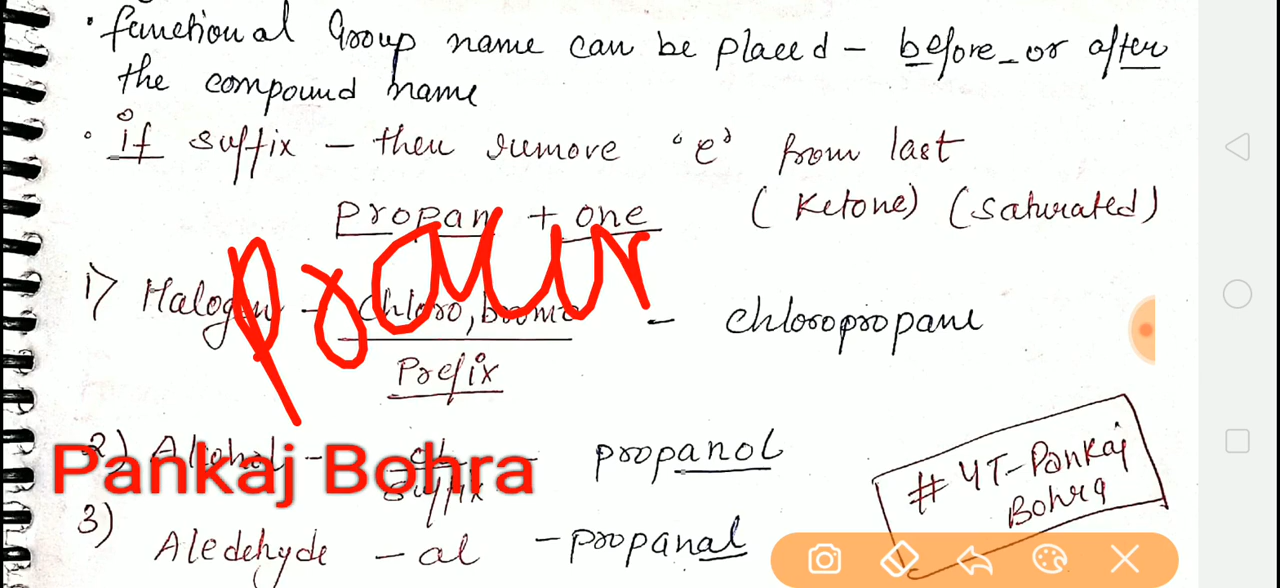 • functional Group name can be placed – before or after
the compound name
• if suffix – then remove ‘e’ from last
propan + one (Ketone) (Saturated)
1) Halogen – chloro, bromo – chloropropane
Prefix
2) Alcohol – ol – propanol
suffix
Pankaj Bohra
# YT-Pankaj
Bohra
3) Aledehyde – al – propanal